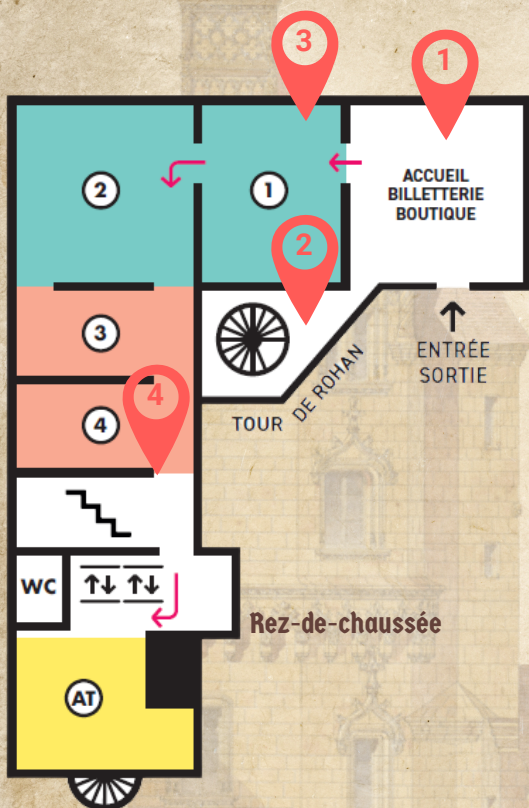 3
1
ACCUEIL
BILLETTERIE
BOUTIQUE
2
1
2
3
ENTRÉE
SORTIE
TOUR DE ROHAN
4
4
WC
Rez-de-chaussée
AT